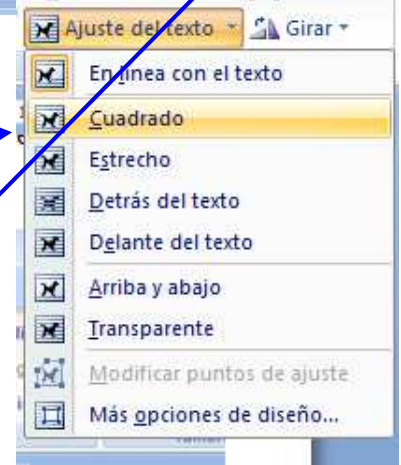 Ajuste del texto Girar
En línea con el texto
Cuadrado
Estrecho
Detrás del texto
Delante del texto
Arriba y abajo
Transparente
Modificar puntos de ajuste
Más opciones de diseño...